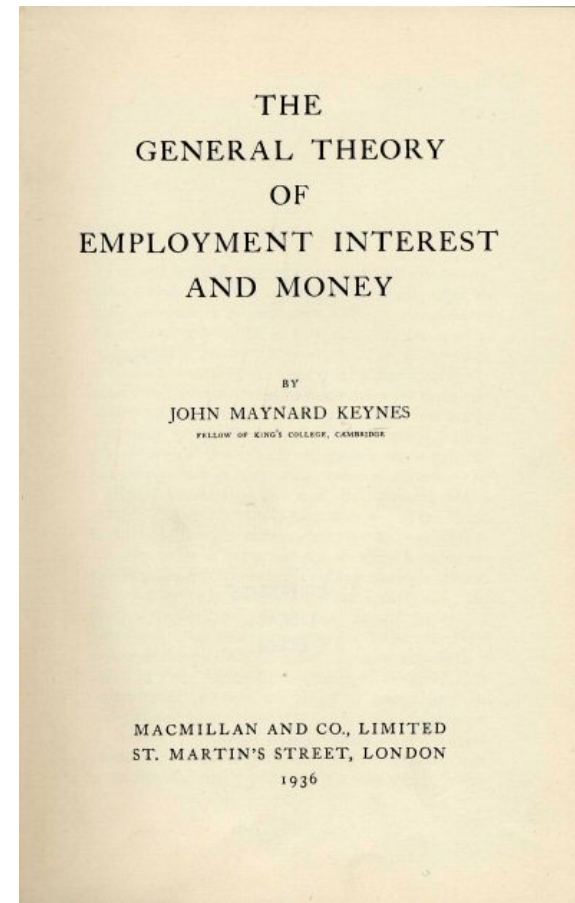 THE
GENERAL THEORY
OF
EMPLOYMENT INTEREST
AND MONEY
BY
JOHN MAYNARD KEYNES
FELLOW OF KING'S COLLEGE, CAMBRIDGE
MACMILLAN AND CO., LIMITED
ST. MARTIN'S STREET, LONDON
1936